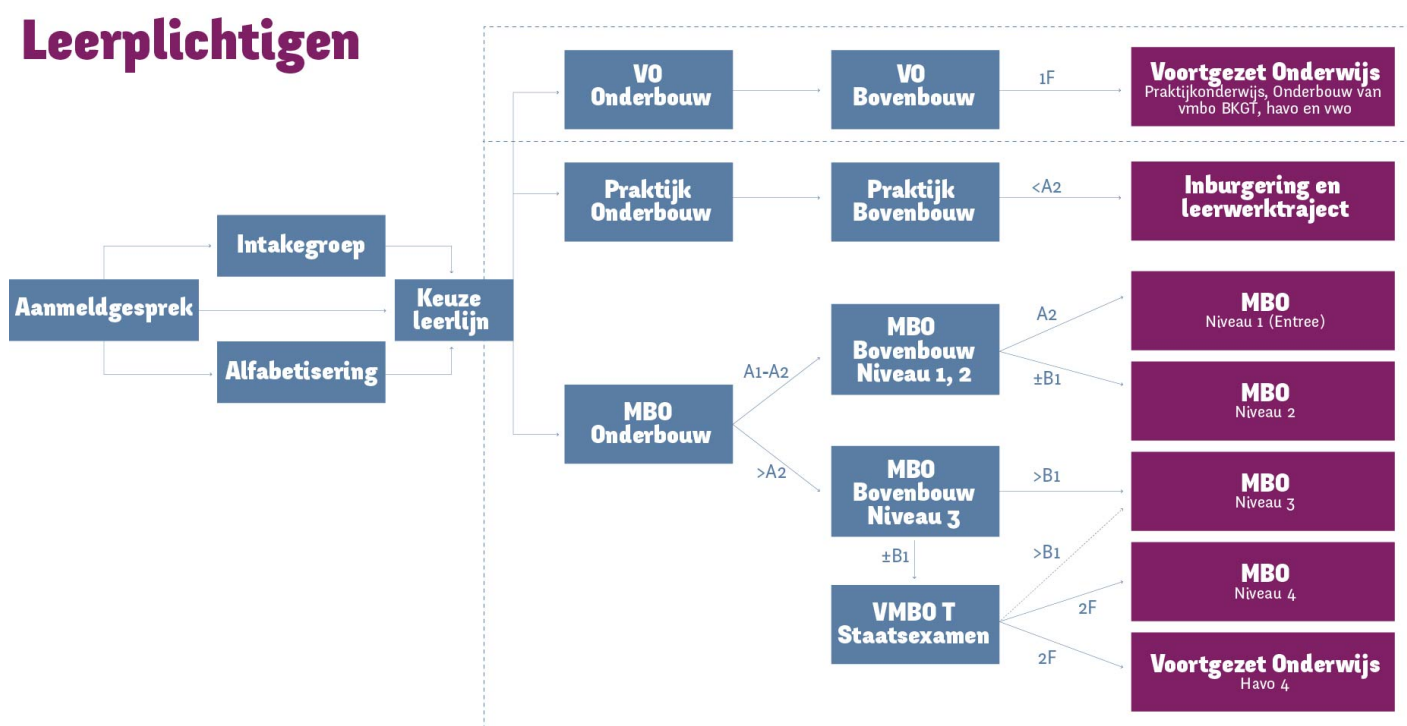 Leerplichtigen
VO
Onderbouw
VO
Bovenbouw
1F
Voortgezet Onderwijs
Praktijkonderwijs, Onderbouw van
vmbo BKGT, havo en vwo
Praktijk
Onderbouw
Praktijk
Bovenbouw
<A2
Inburgering en
leerwerktraject
Intakegroep
Aanmeldgesprek
Keuze
leerlijn
Alfabetisering
MBO
Onderbouw
A1-A2
>A2
MBO
Bovenbouw
Niveau 1, 2
A2
±B1
MBO
Niveau 1 (Entree)
MBO
Niveau 2
MBO
Bovenbouw
Niveau 3
>B1
MBO
Niveau 3
±B1
>B1
VMBO T
Staatsexamen
2F
MBO
Niveau 4
2F
Voortgezet Onderwijs
Havo 4